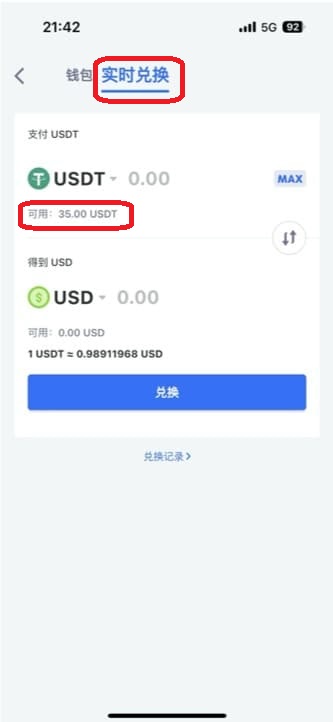 21:42 5G 92
钱包 实时兑换
支付 USDT
USDT 0.00 MAX
可用：35.00 USDT
得到 USD
USD 0.00
可用：0.00 USD
1 USDT ≈ 0.98911968 USD
兑换
兑换记录